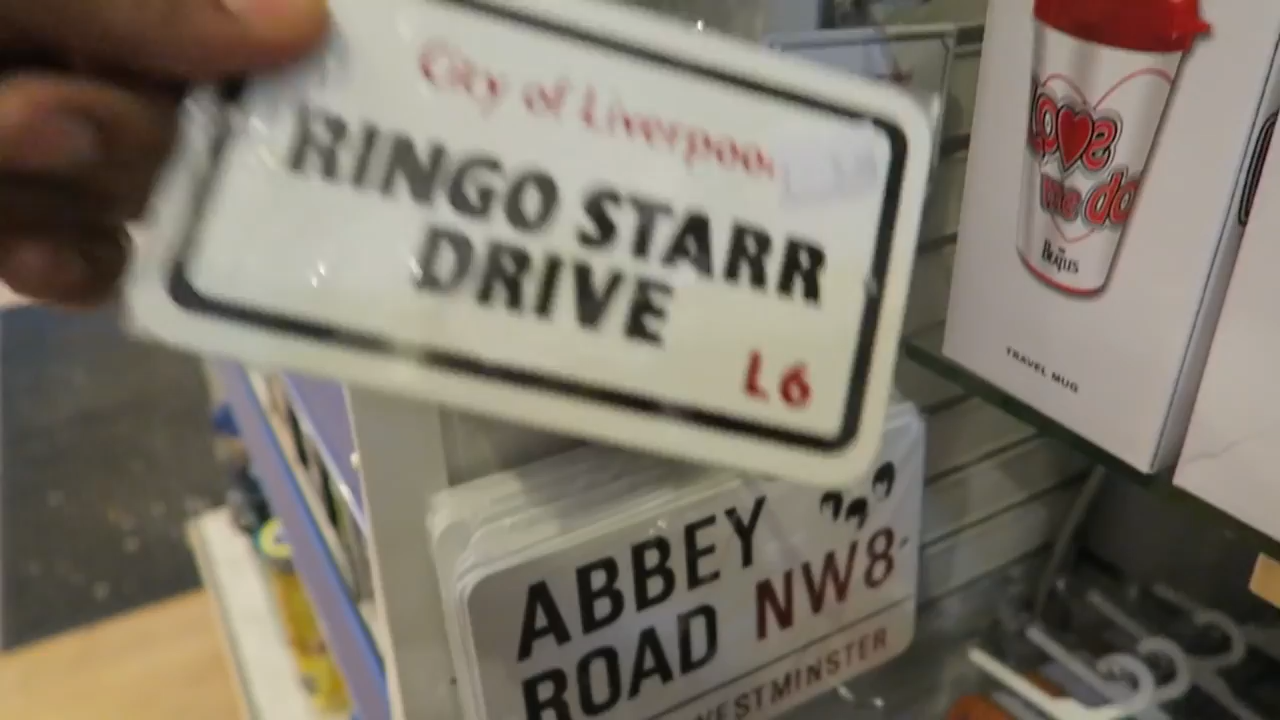 City of Liverpool
RINGO STARR
DRIVE
L6
ABBEY
ROAD NW8
WESTMINSTER
love
me do
THE
BEATLES
TRAVEL MUG